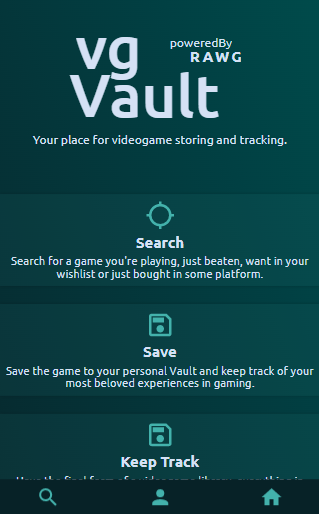 vg
poweredBy
RAWG
Vault
Your place for videogame storing and tracking.
Search
Search for a game you're playing, just beaten, want in your
wishlist or just bought in some platform.
Save
Save the game to your personal Vault and keep track of your
most beloved experiences in gaming.
Keep Track